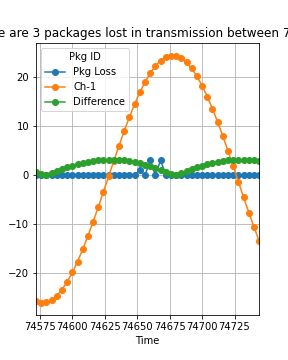 e are 3 packages lost in transmission between 7
Pkg ID
Pkg Loss
Ch-1
Difference
20
10
0
−10
−20
74575 74600 74625 74650 74675 74700 74725
Time